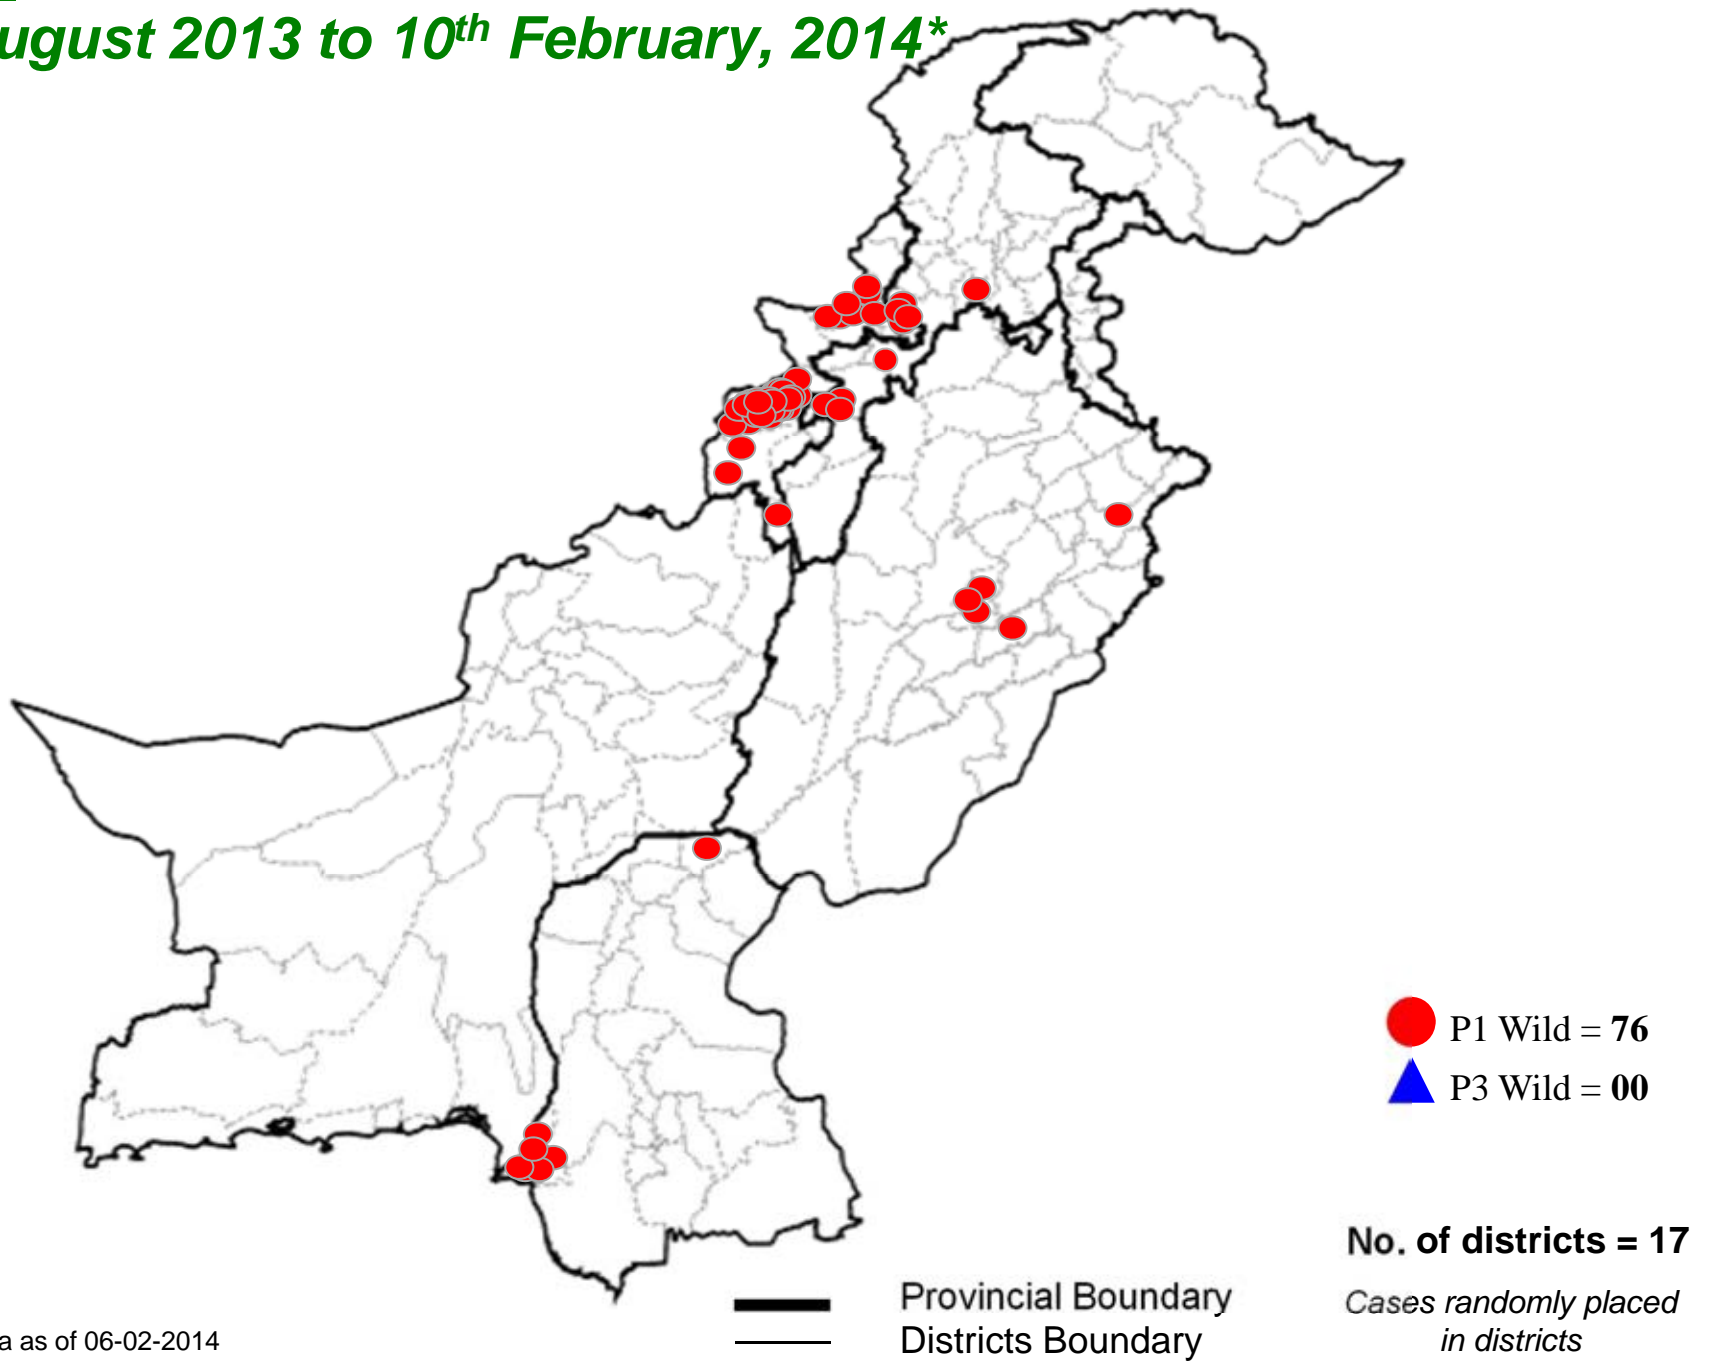 ugust 2013 to 10th February, 2014*
P1 Wild = 76
P3 Wild = 00
No. of districts = 17
Cases randomly placed
in districts
Provincial Boundary
Districts Boundary
a as of 06-02-2014